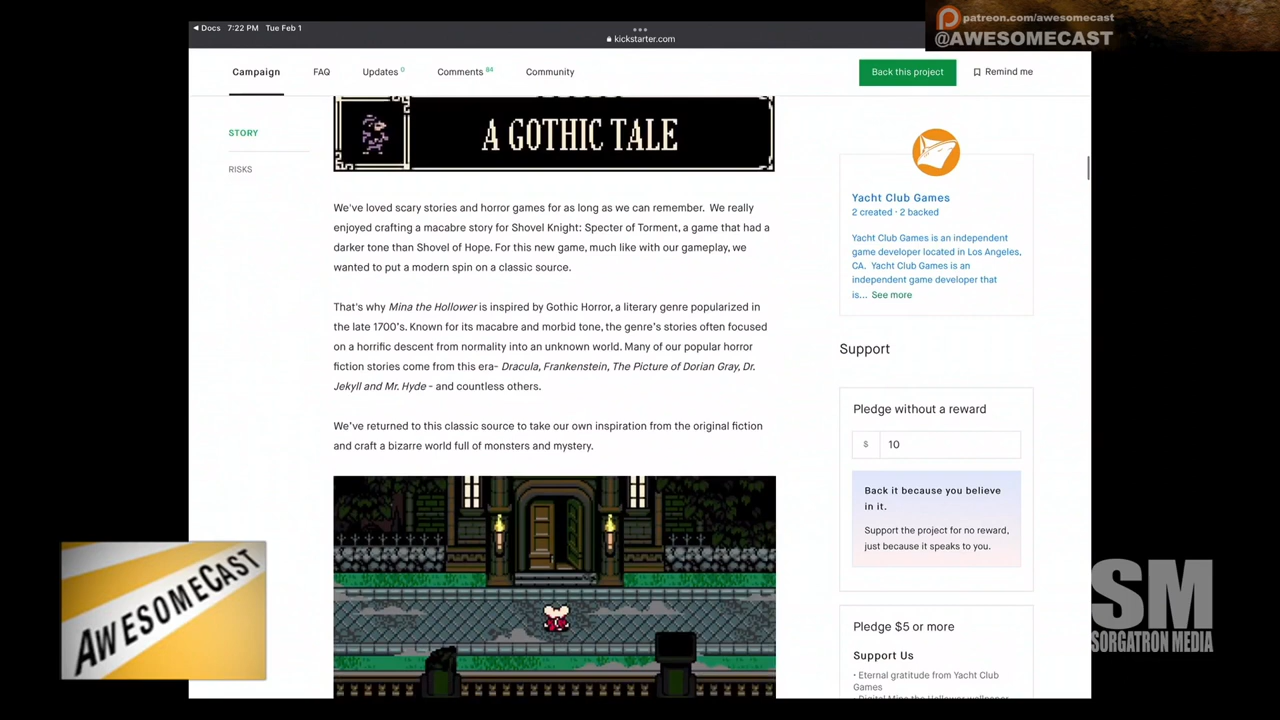 Docs 7:22 PM Tue Feb 1
kickstarter.com
patreon.com/awesomecast
@AWESOMECAST
Campaign FAQ Updates 0 Comments 84 Community Back this project Remind me
STORY
RISKS
A GOTHIC TALE
We've loved scary stories and horror games for as long as we can remember. We really
enjoyed crafting a macabre story for Shovel Knight: Specter of Torment, a game that had a
darker tone than Shovel of Hope. For this new game, much like with our gameplay, we
wanted to put a modern spin on a classic source.
That's why Mina the Hollower is inspired by Gothic Horror, a literary genre popularized in
the late 1700's. Known for its macabre and morbid tone, the genre's stories often focused
on a horrific descent from normality into an unknown world. Many of our popular horror
fiction stories come from this era- Dracula, Frankenstein, The Picture of Dorian Gray, Dr.
Jekyll and Mr. Hyde - and countless others.
We've returned to this classic source to take our own inspiration from the original fiction
and craft a bizarre world full of monsters and mystery.
Yacht Club Games
2 created · 2 backed
Yacht Club Games is an independent
game developer located in Los Angeles,
CA. Yacht Club Games is an
independent game developer that
is... See more
Support
Pledge without a reward
$ 10
Back it because you believe
in it.
Support the project for no reward,
just because it speaks to you.
Pledge $5 or more
Support Us
• Eternal gratitude from Yacht Club
Games
• Digital Mina the Hollower wallpaper
AWESOMECAST
SM
SORGATRON MEDIA